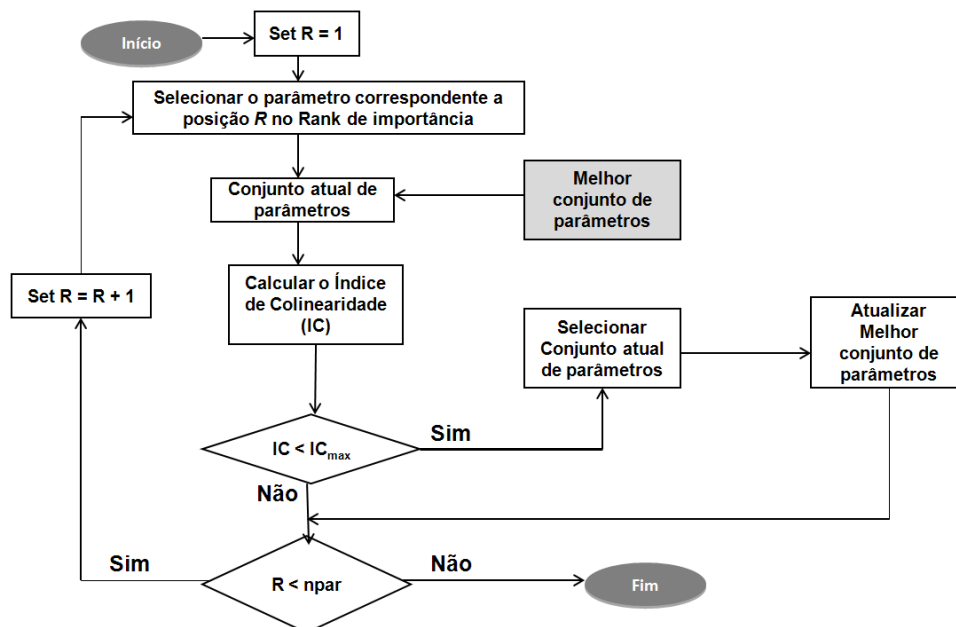 Início
Set R = 1
Selecionar o parâmetro correspondente a
posição R no Rank de importância
Conjunto atual de
parâmetros
Melhor
conjunto de
parâmetros
Calcular o Índice
de Colinearidade
(IC)
Set R = R + 1
Selecionar
Conjunto atual
de parâmetros
Atualizar
Melhor
conjunto de
parâmetros
IC < ICmax
Sim
Não
R < npar
Sim
Não
Fim